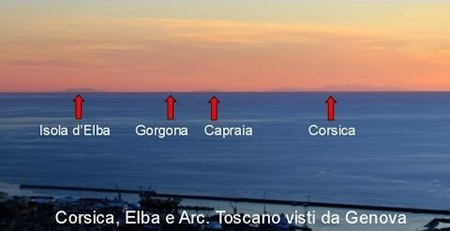 Isola d'Elba Gorgona Capraia Corsica
Corsica, Elba e Arc. Toscano visti da Genova